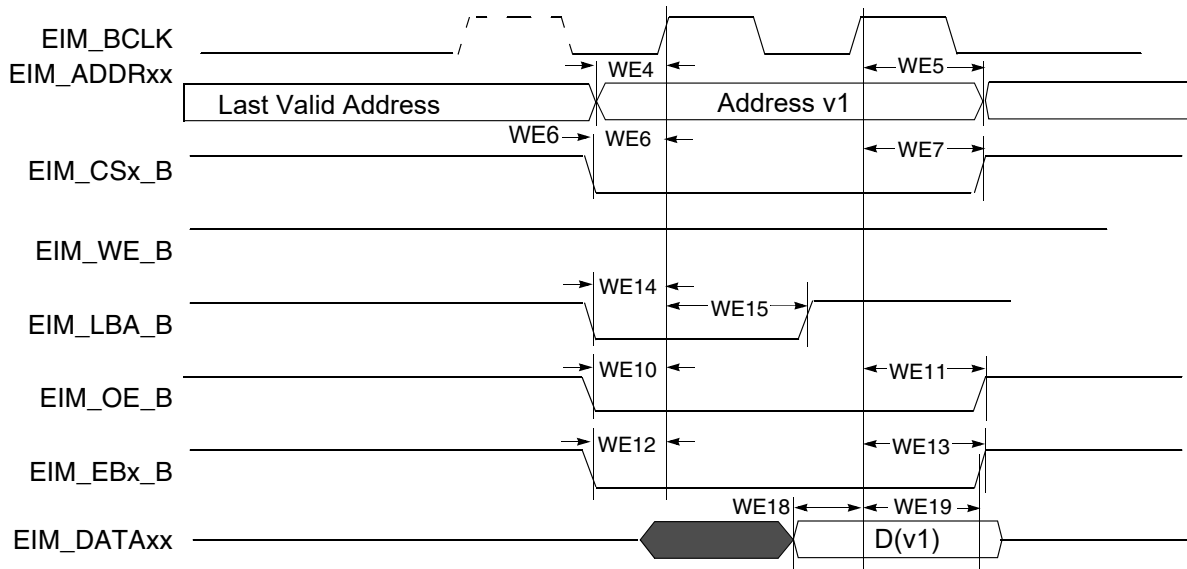 EIM_BCLK
EIM_ADDRxx
WE4
WE5
Last Valid Address
Address v1
WE6
WE6
WE7
EIM_CSx_B
EIM_WE_B
WE14
WE15
EIM_LBA_B
WE10
WE11
EIM_OE_B
WE12
WE13
EIM_EBx_B
WE18
WE19
EIM_DATAxx
D(v1)